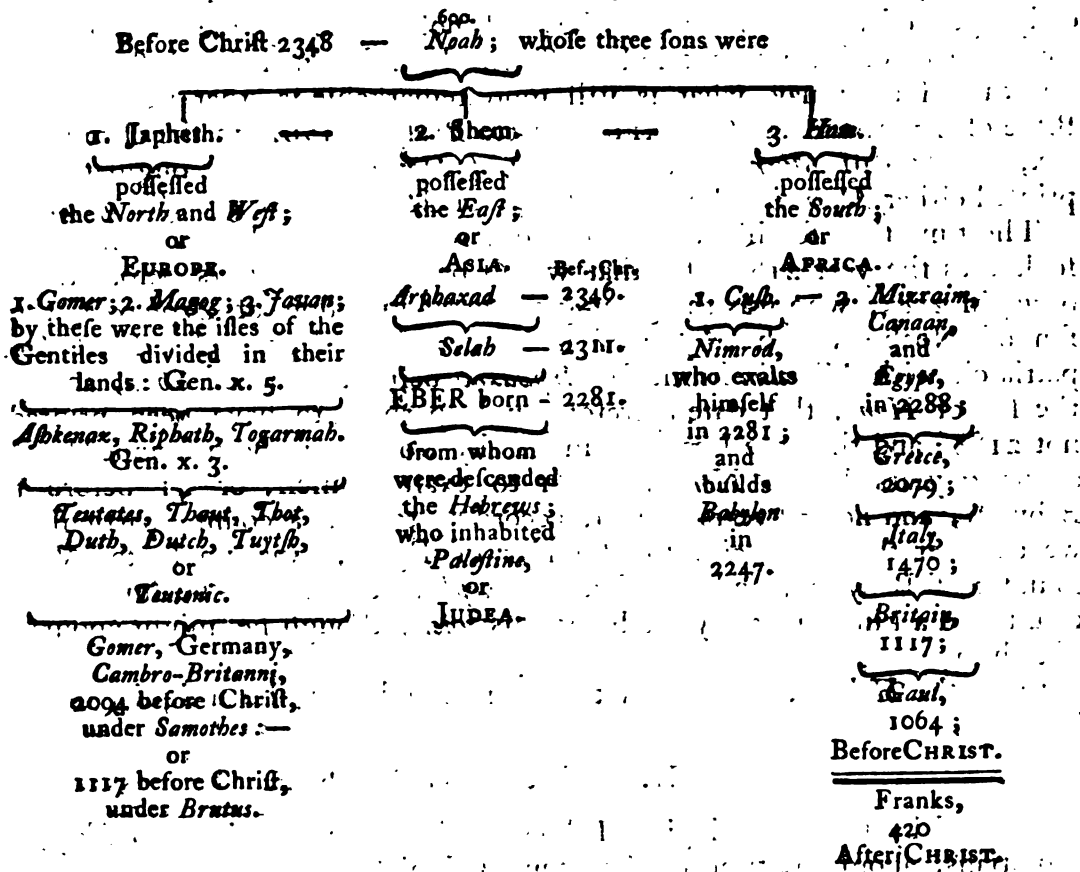 600.
Before Chriſt 2348 — Noah; whoſe three ſons were
1. Japheth. — 2. Shem. — 3. Ham.
poſſeſſed
the North and Weſt;
or
EUROPE.
1. Gomer; 2. Magog; 3. Javan;
by theſe were the iſles of the
Gentiles divided in their
lands: Gen. x. 5.
Aſhkenaz, Riphath, Togarmah.
Gen. x. 3.
Teutates, Thaut, Thot,
Duth, Dutch, Tuytſh,
or
Teutonic.
Gomer, Germany,
Cambro-Britanni,
2094 before Chriſt,
under Samothes:—
or
1117 before Chriſt,
under Brutus.
poſſeſſed
the Eaſt;
or
ASIA.
Bef. Chr.
Arphaxad — 2346.
Selah — 2311.
EBER born - 2281.
from whom
were deſcended
the Hebrews;
who inhabited
Paleſtine,
or
JUDEA.
poſſeſſed
the South;
or
AFRICA.
1. Cuſh. — 2. Mizraim,
Nimrod,
who exalts
himſelf
in 2281;
and
builds
Babylon
in
2247.
Canaan,
and
Egypt,
in 2288;
Greece,
2079;
Italy,
1470;
Britain,
1117;
Gaul,
1064;
Before CHRIST.
Franks,
420
After CHRIST.